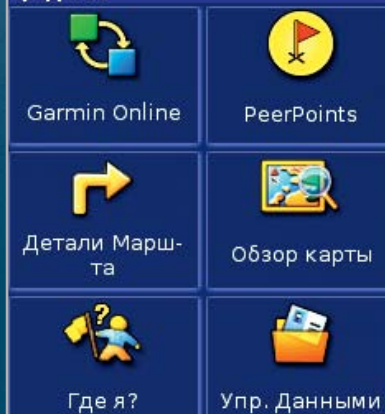 Garmin Online
PeerPoints
Детали Марш-
та
Обзор карты
Где я?
Упр. Данными